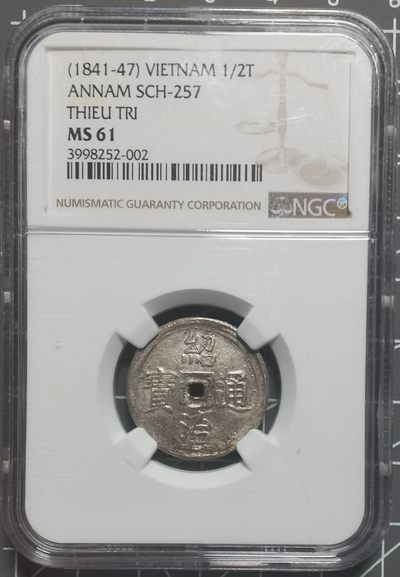 (1841-47) VIETNAM 1/2T
ANNAM SCH-257
THIEU TRI
MS 61
3998252-002
NUMISMATIC GUARANTY CORPORATION
NGC®
紹
寶 通
治